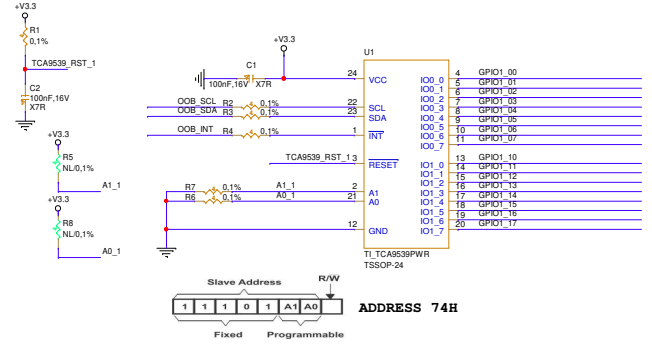 +V3.3
R1
0,1%
TCA9539_RST_1
C2
100nF,16V
X7R
+V3.3
R5
NL/0,1%
A1_1
+V3.3
R8
NL/0,1%
A0_1
+V3.3
C1
100nF,16V X7R
OOB_SCL R2 0,1%
OOB_SDA R3 0,1%
OOB_INT R4 0,1%
TCA9539_RST_1
R7 0,1% A1_1
R6 0,1% A0_1
U1
24 VCC
22 SCL
23 SDA
1 INT
3 RESET
2 A1
21 A0
12 GND
IO0_0 4 GPIO1_00
IO0_1 5 GPIO1_01
IO0_2 6 GPIO1_02
IO0_3 7 GPIO1_03
IO0_4 8 GPIO1_04
IO0_5 9 GPIO1_05
IO0_6 10 GPIO1_06
IO0_7 11 GPIO1_07
IO1_0 13 GPIO1_10
IO1_1 14 GPIO1_11
IO1_2 15 GPIO1_12
IO1_3 16 GPIO1_13
IO1_4 17 GPIO1_14
IO1_5 18 GPIO1_15
IO1_6 19 GPIO1_16
IO1_7 20 GPIO1_17
TI_TCA9539PWR
TSSOP-24
Slave Address R/W
1 1 1 0 1 A1 A0
ADDRESS 74H
Fixed Programmable